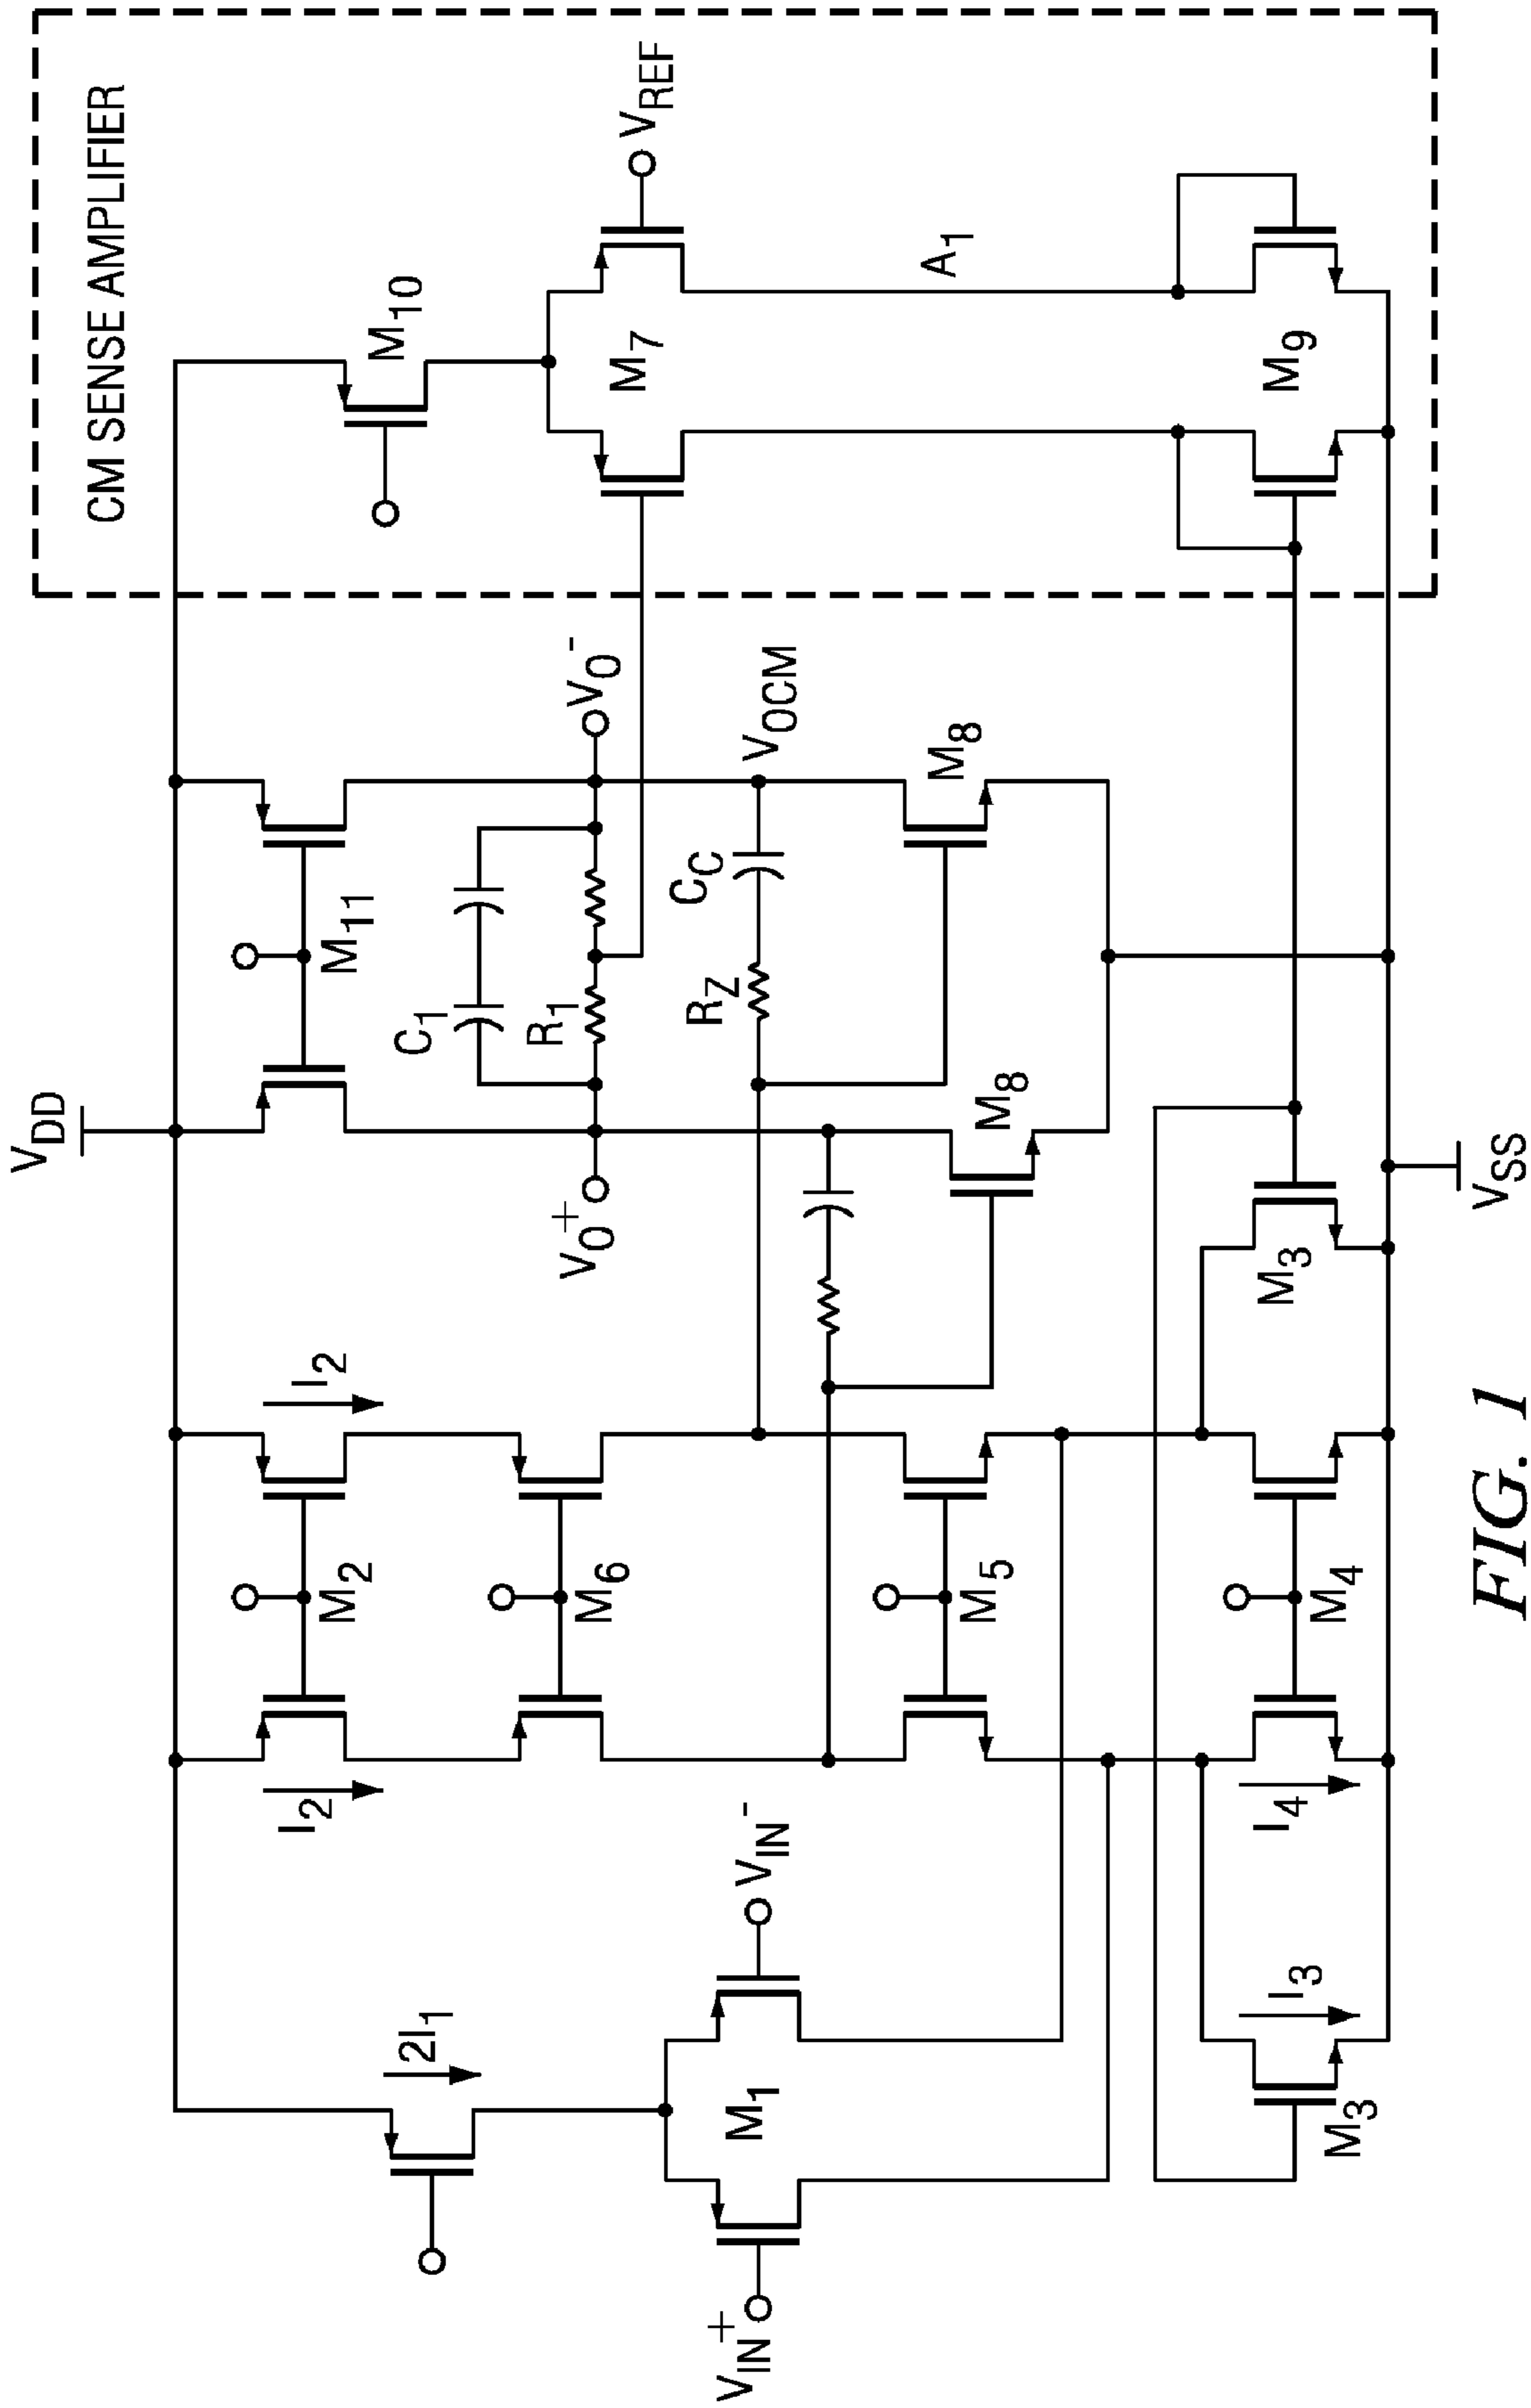 CM SENSE AMPLIFIER
VDD
I2
I2
2I1
M2
M11
M10
M6
C1
R1
VO+
VO-
M7
VREF
VIN+
M1
VIN-
RZ
CC
VOCM
M5
M8
M8
A1
I3
I4
M3
M4
M3
M9
VSS
FIG. 1